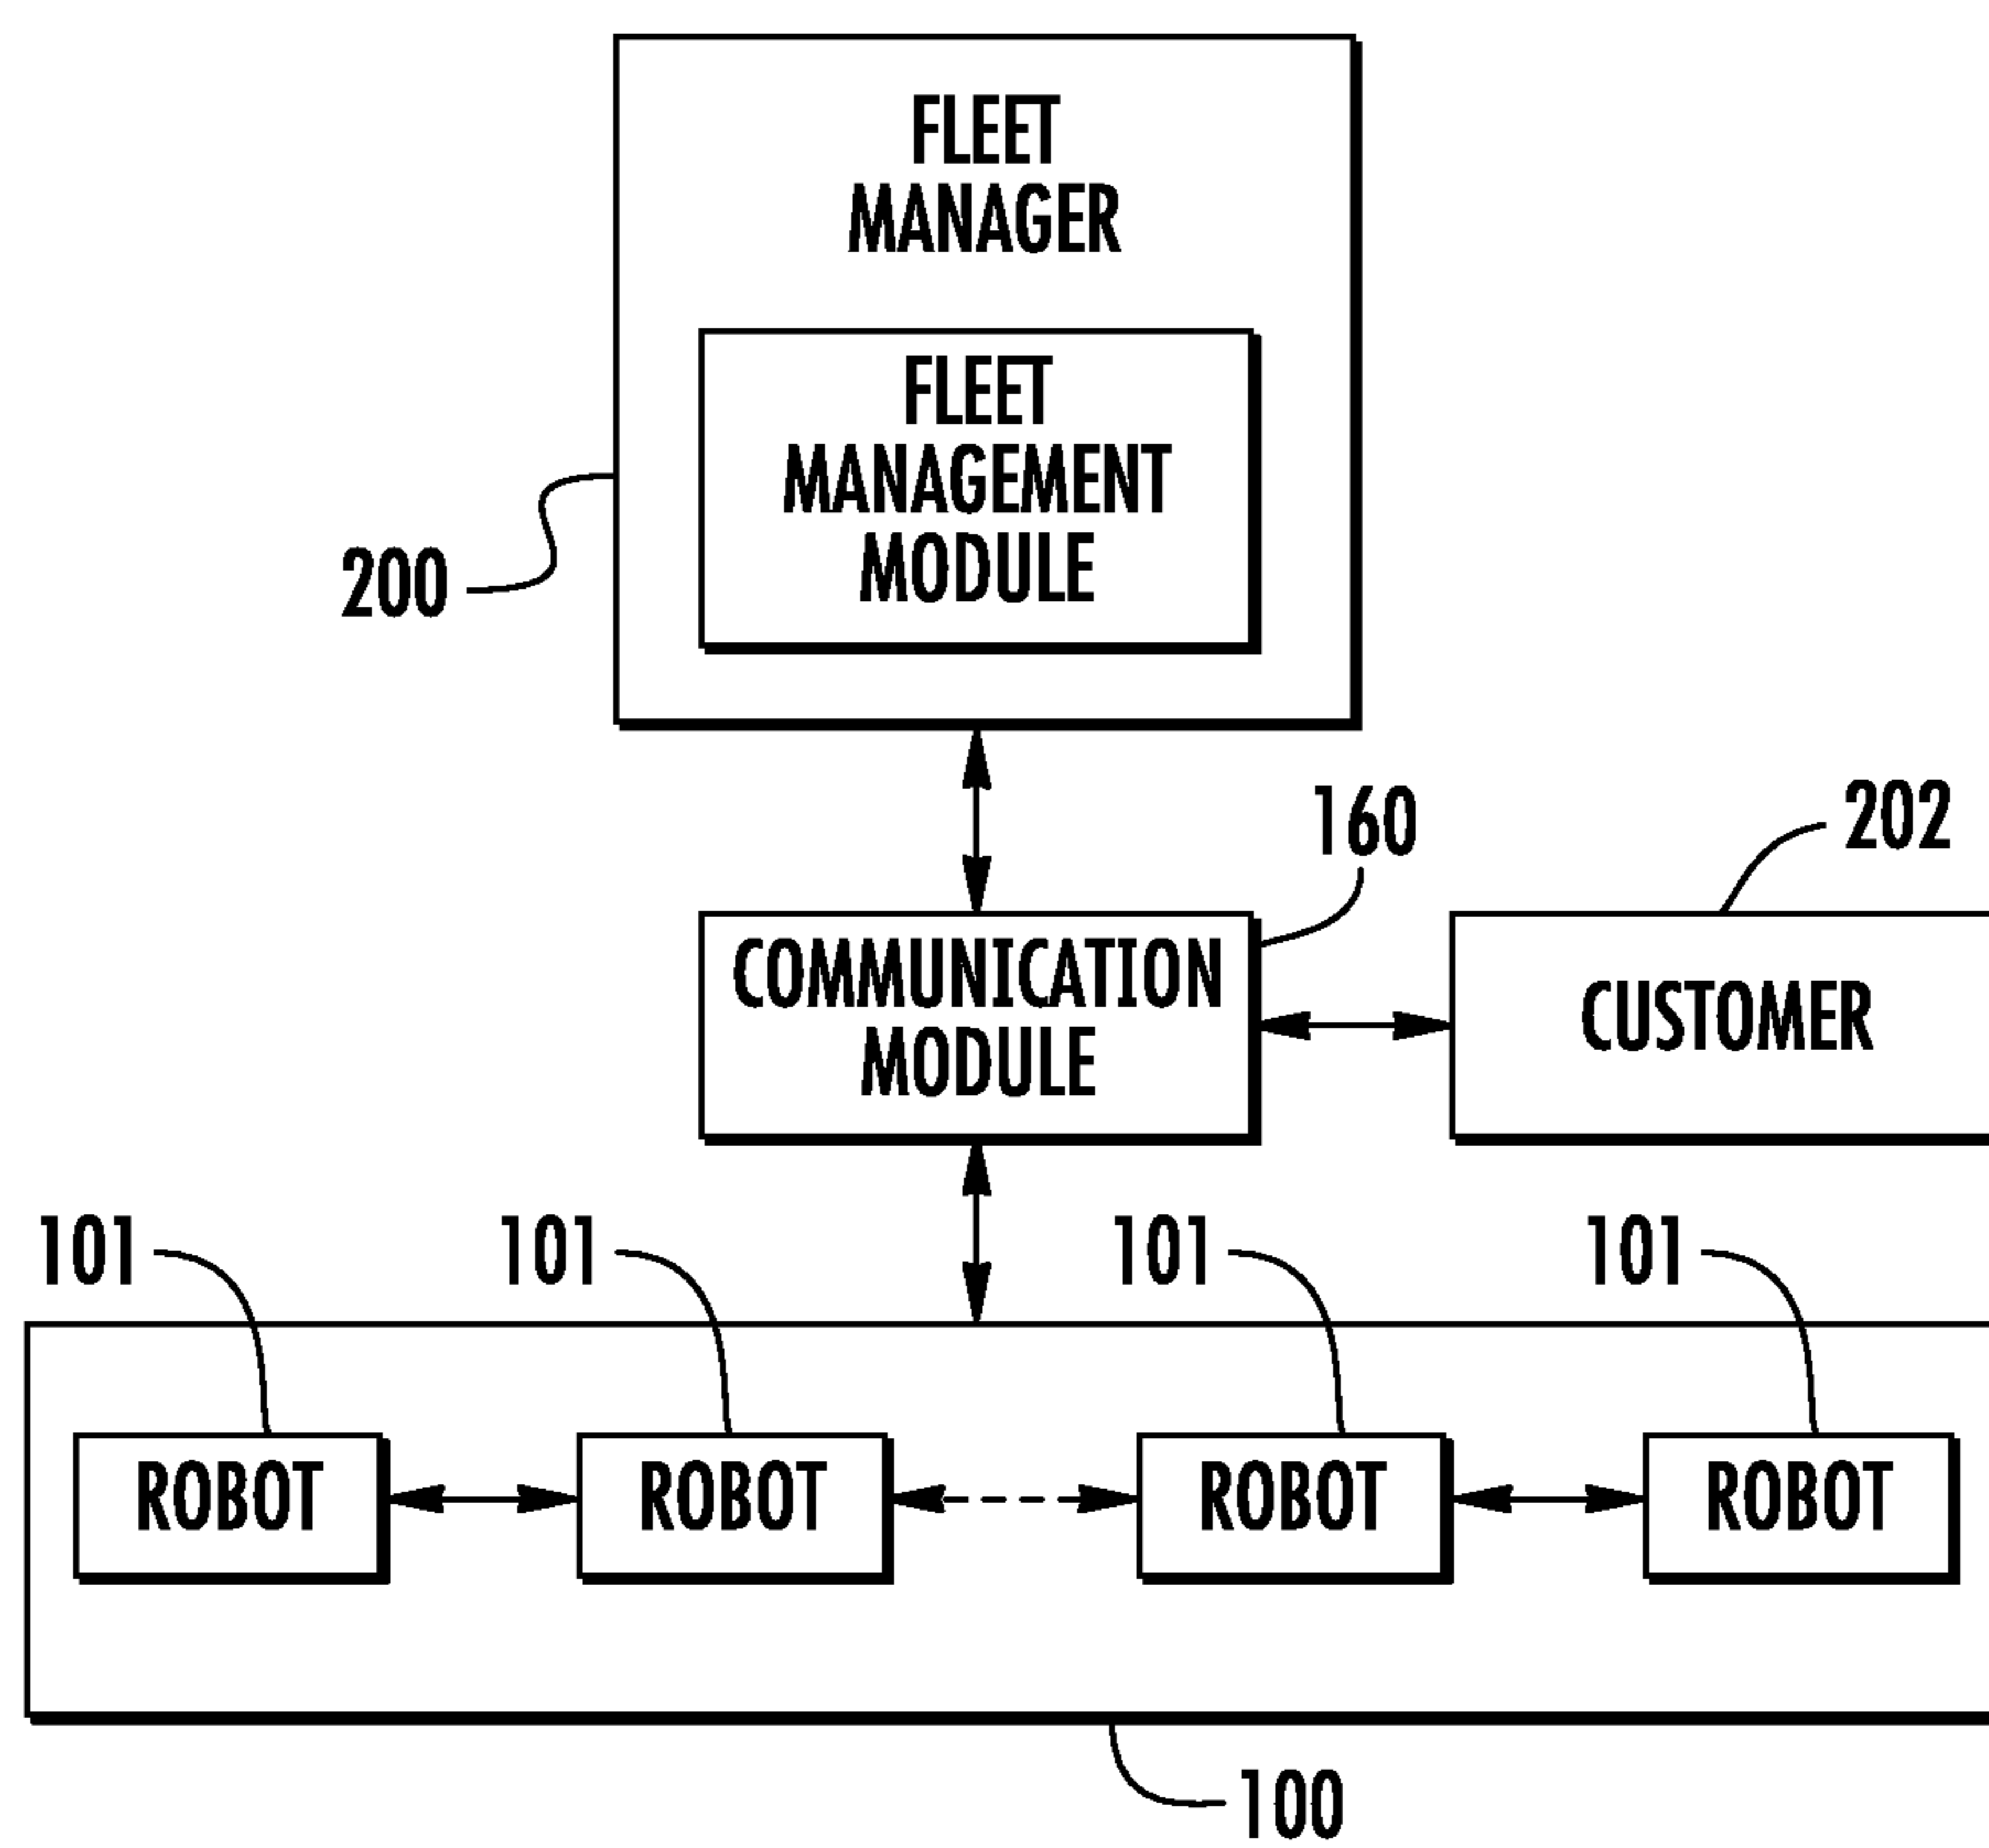 FLEET
MANAGER
FLEET
MANAGEMENT
MODULE
200
160
202
COMMUNICATION
MODULE
CUSTOMER
101 101 101 101
ROBOT ROBOT ROBOT ROBOT
100